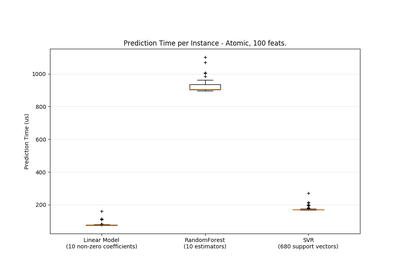 Prediction Time per Instance - Atomic, 100 feats.
Prediction Time (us)
1000
800
600
400
200
Linear Model
(10 non-zero coefficients)
RandomForest
(10 estimators)
SVR
(680 support vectors)